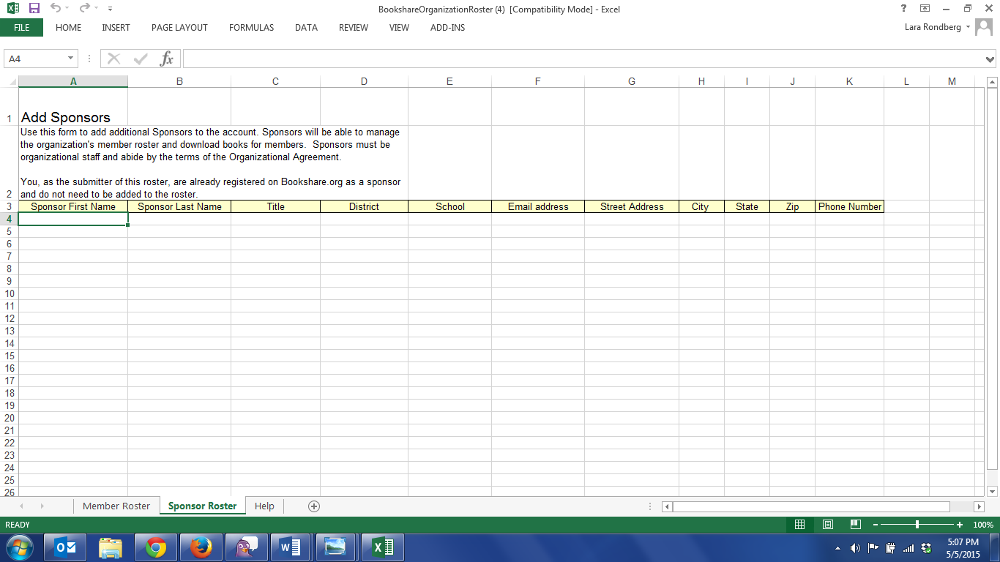 BookshareOrganizationRoster (4) [Compatibility Mode] - Excel
?
FILE HOME INSERT PAGE LAYOUT FORMULAS DATA REVIEW VIEW ADD-INS
Lara Rondberg
A4
fx
A B C D E F G H I J K L M
1 Add Sponsors
Use this form to add additional Sponsors to the account. Sponsors will be able to manage
the organization's member roster and download books for members.  Sponsors must be
organizational staff and abide by the terms of the Organizational Agreement.
You, as the submitter of this roster, are already registered on Bookshare.org as a sponsor
2 and do not need to be added to the roster.
3 Sponsor First Name Sponsor Last Name Title District School Email address Street Address City State Zip Phone Number
4
5
6
7
8
9
10
11
12
13
14
15
16
17
18
19
20
21
22
23
24
25
26
Member Roster Sponsor Roster Help
READY
100%
5:07 PM
5/5/2015